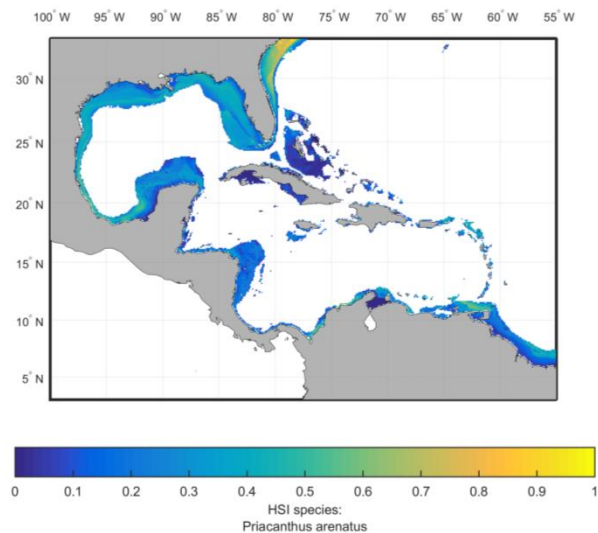 100° W 95° W 90° W 85° W 80° W 75° W 70° W 65° W 60° W 55° W
30° N
25° N
20° N
15° N
10° N
5° N
0 0.1 0.2 0.3 0.4 0.5 0.6 0.7 0.8 0.9 1
HSI species:
Priacanthus arenatus